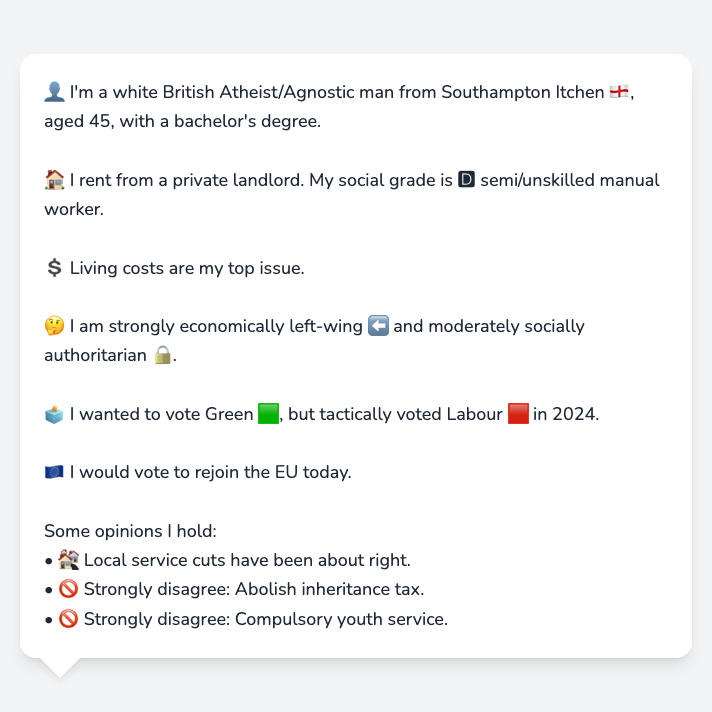 👤 I'm a white British Atheist/Agnostic man from Southampton Itchen 🏴󠁧󠁢󠁥󠁮󠁧󠁿,
aged 45, with a bachelor's degree.
🏠 I rent from a private landlord. My social grade is 🅳 semi/unskilled manual
worker.
💲 Living costs are my top issue.
🤔 I am strongly economically left-wing ⬅️ and moderately socially
authoritarian 🔒.
🗳️ I wanted to vote Green 🟩, but tactically voted Labour 🟥 in 2024.
🇪🇺 I would vote to rejoin the EU today.
Some opinions I hold:
• 🏚️ Local service cuts have been about right.
• 🚫 Strongly disagree: Abolish inheritance tax.
• 🚫 Strongly disagree: Compulsory youth service.